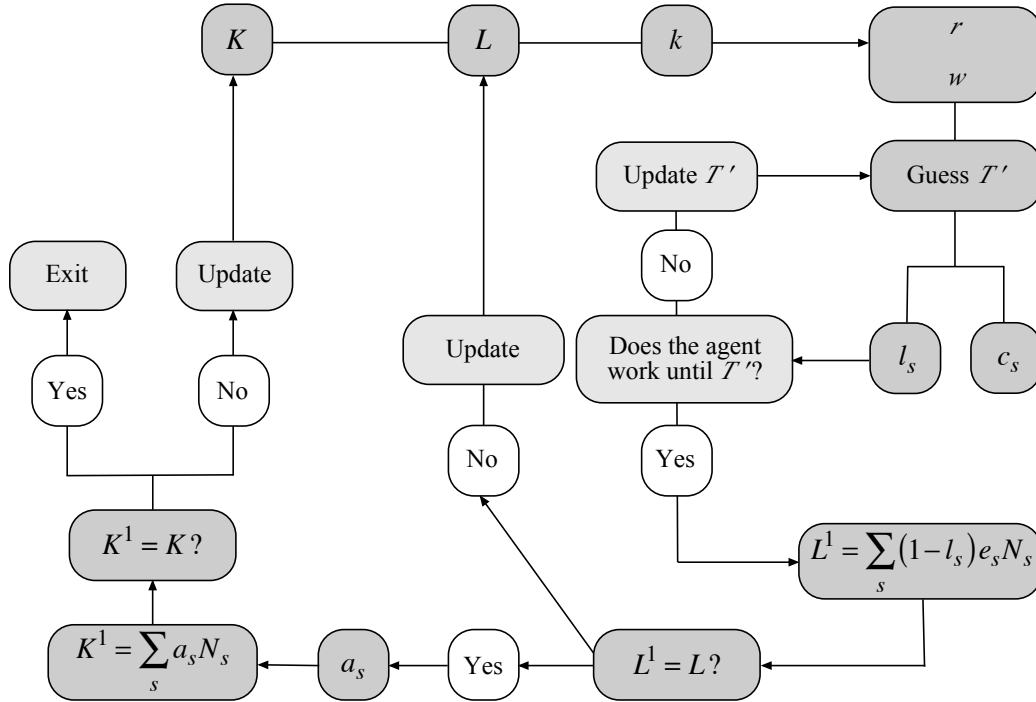 K
L
k
r
w
Update T′
Guess T′
No
Exit
Update
Update
Does the agent
work until T′?
l_s
c_s
Yes
No
No
Yes
K¹ = K?
L¹ = ∑_s (1−l_s) e_s N_s
K¹ = ∑_s a_s N_s
a_s
Yes
L¹ = L?